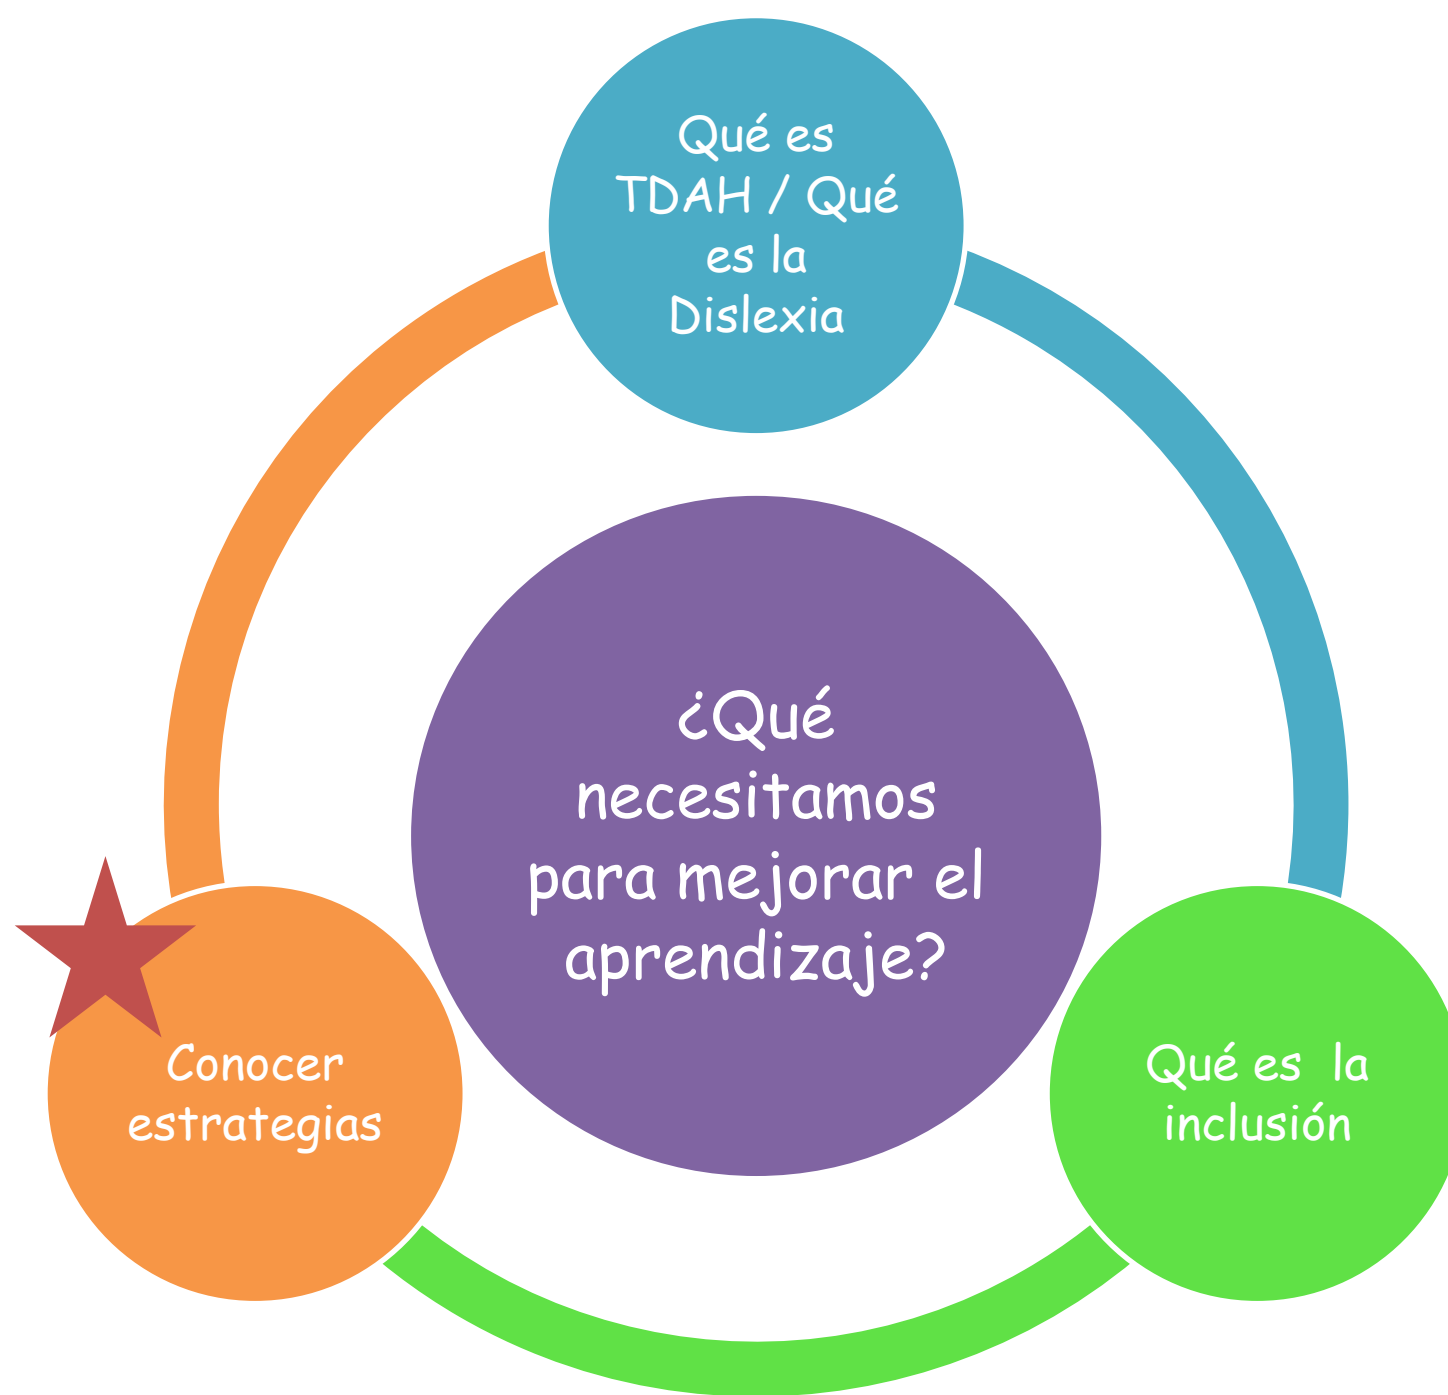 Qué es
TDAH / Qué
es la
Dislexia
¿Qué
necesitamos
para mejorar el
aprendizaje?
Conocer
estrategias
Qué es  la
inclusión